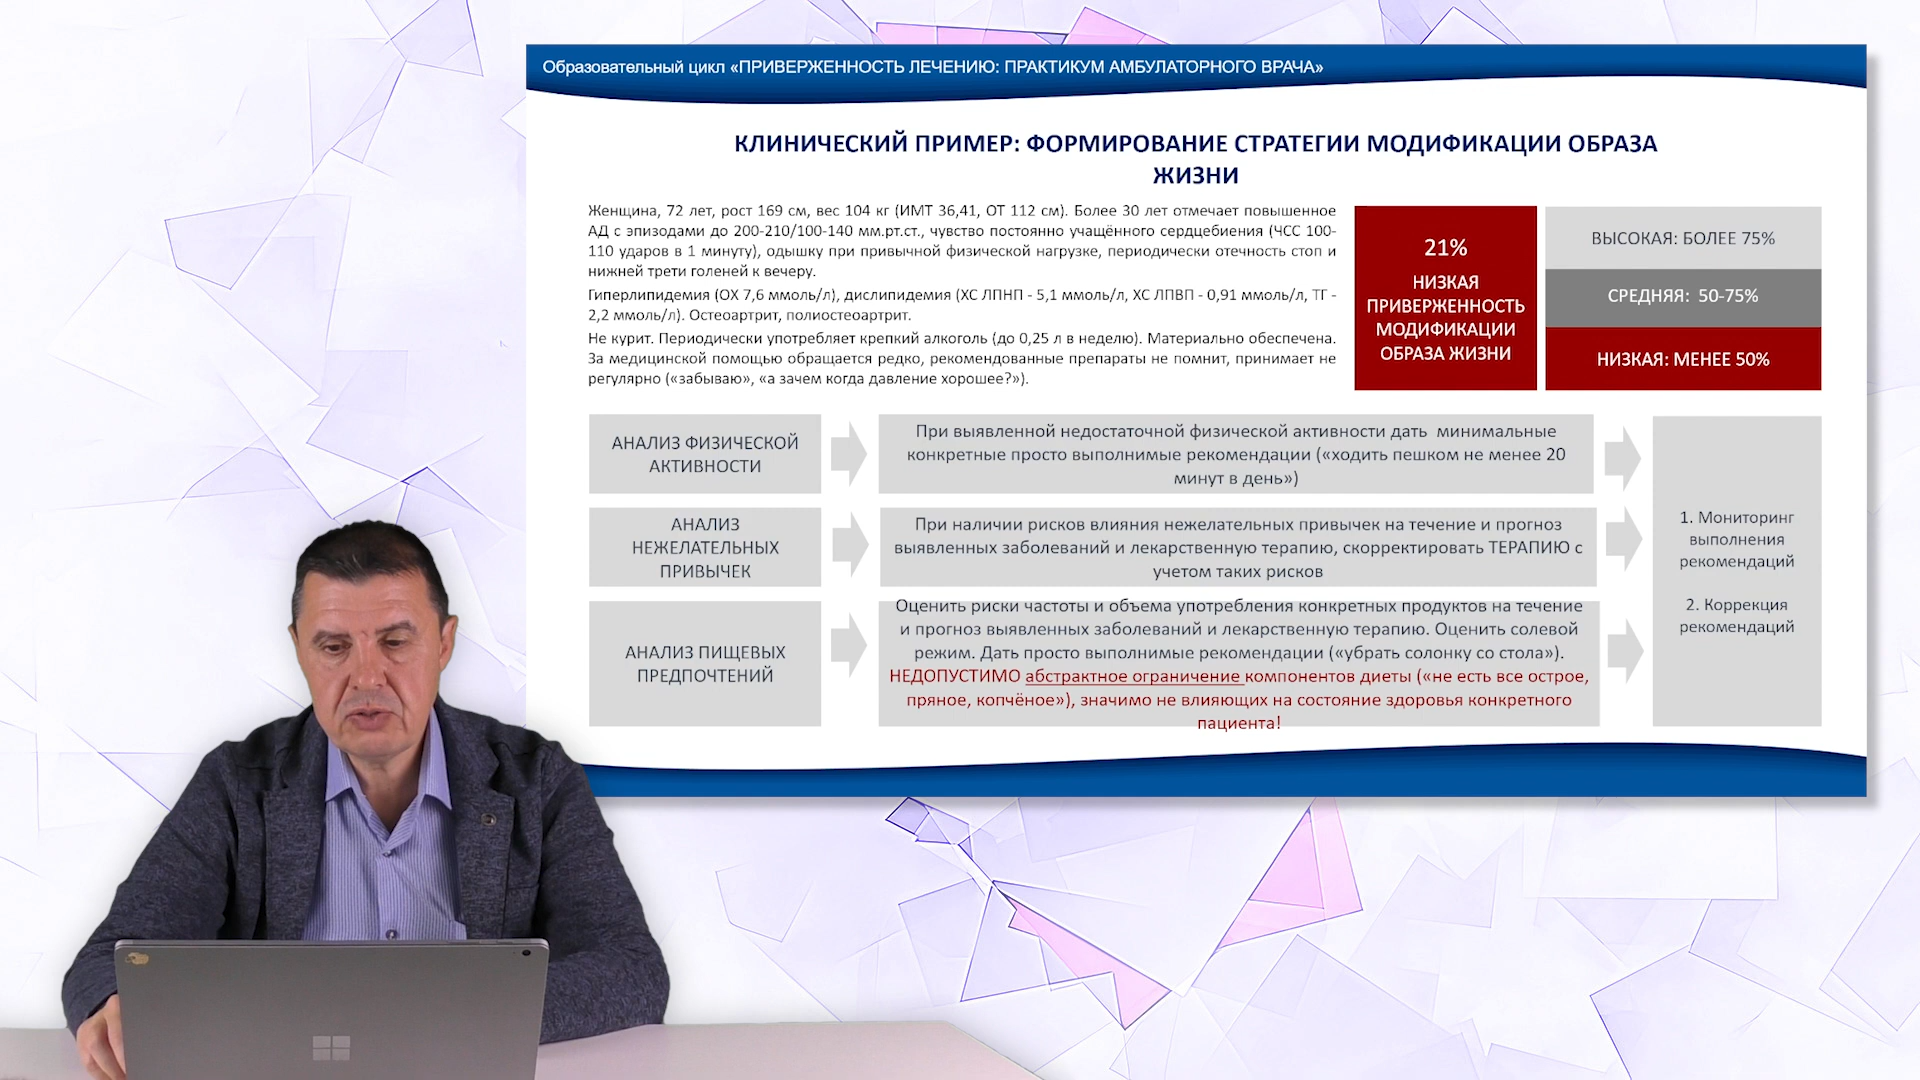 Образовательный цикл «ПРИВЕРЖЕННОСТЬ ЛЕЧЕНИЮ: ПРАКТИКУМ АМБУЛАТОРНОГО ВРАЧА»
КЛИНИЧЕСКИЙ ПРИМЕР: ФОРМИРОВАНИЕ СТРАТЕГИИ МОДИФИКАЦИИ ОБРАЗА
ЖИЗНИ
Женщина, 72 лет, рост 169 см, вес 104 кг (ИМТ 36,41, ОТ 112 см). Более 30 лет отмечает повышенное
АД с эпизодами до 200-210/100-140 мм.рт.ст., чувство постоянно учащённого сердцебиения (ЧСС 100-
110 ударов в 1 минуту), одышку при привычной физической нагрузке, периодически отечность стоп и
нижней трети голеней к вечеру.
Гиперлипидемия (ОХ 7,6 ммоль/л), дислипидемия (ХС ЛПНП - 5,1 ммоль/л, ХС ЛПВП - 0,91 ммоль/л, ТГ -
2,2 ммоль/л). Остеоартрит, полиостеоартрит.
Не курит. Периодически употребляет крепкий алкоголь (до 0,25 л в неделю). Материально обеспечена.
За медицинской помощью обращается редко, рекомендованные препараты не помнит, принимает не
регулярно («забываю», «а зачем когда давление хорошее?»).
21%
НИЗКАЯ
ПРИВЕРЖЕННОСТЬ
МОДИФИКАЦИИ
ОБРАЗА ЖИЗНИ
ВЫСОКАЯ: БОЛЕЕ 75%
СРЕДНЯЯ: 50-75%
НИЗКАЯ: МЕНЕЕ 50%
АНАЛИЗ ФИЗИЧЕСКОЙ
АКТИВНОСТИ
При выявленной недостаточной физической активности дать минимальные
конкретные просто выполнимые рекомендации («ходить пешком не менее 20
минут в день»)
АНАЛИЗ
НЕЖЕЛАТЕЛЬНЫХ
ПРИВЫЧЕК
При наличии рисков влияния нежелательных привычек на течение и прогноз
выявленных заболеваний и лекарственную терапию, скорректировать ТЕРАПИЮ с
учетом таких рисков
АНАЛИЗ ПИЩЕВЫХ
ПРЕДПОЧТЕНИЙ
Оценить риски частоты и объема употребления конкретных продуктов на течение
и прогноз выявленных заболеваний и лекарственную терапию. Оценить солевой
режим. Дать просто выполнимые рекомендации («убрать солонку со стола»).
НЕДОПУСТИМО абстрактное ограничение компонентов диеты («не есть все острое,
пряное, копчёное»), значимо не влияющих на состояние здоровья конкретного
пациента!
1. Мониторинг
выполнения
рекомендаций
2. Коррекция
рекомендаций